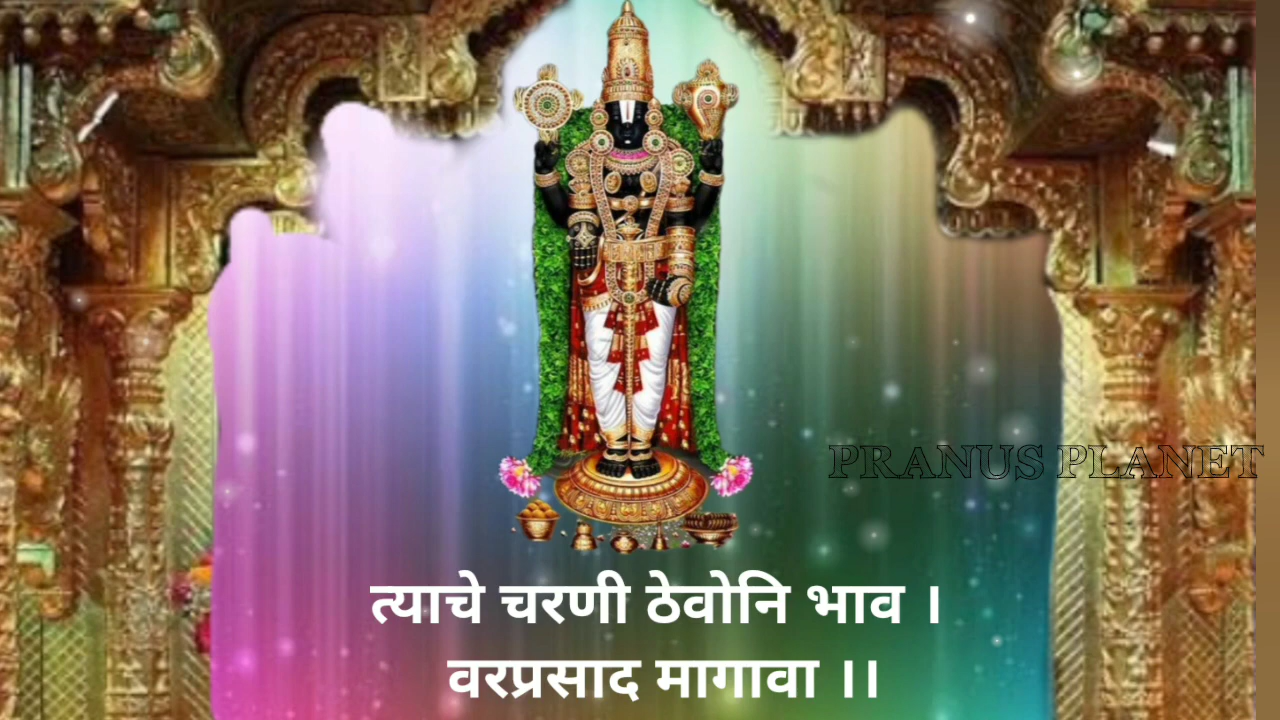 PRANUS PLANET
त्याचे चरणी ठेवोनि भाव ।
वरप्रसाद मागावा ।।